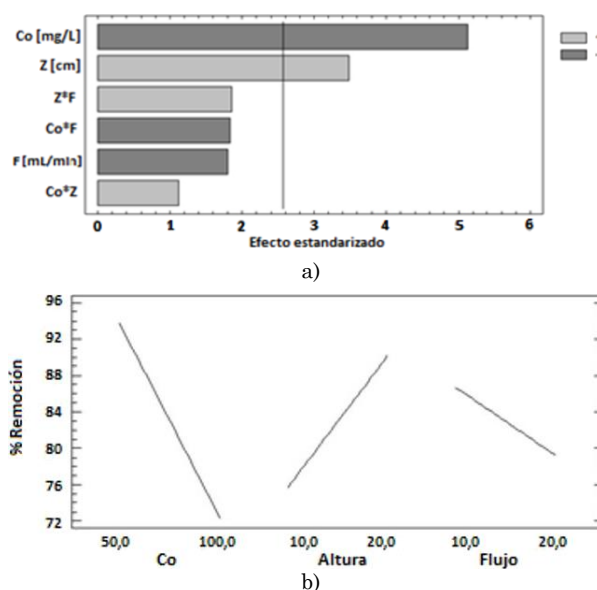 Co [mg/L]
Z [cm]
Z*F
Co*F
F [mL/min]
Co*Z
0 1 2 3 4 5 6
Efecto estandarizado
a)
96
92
88
84
80
76
72
% Remoción
50,0 100,0 10,0 20,0 10,0 20,0
Co Altura Flujo
b)